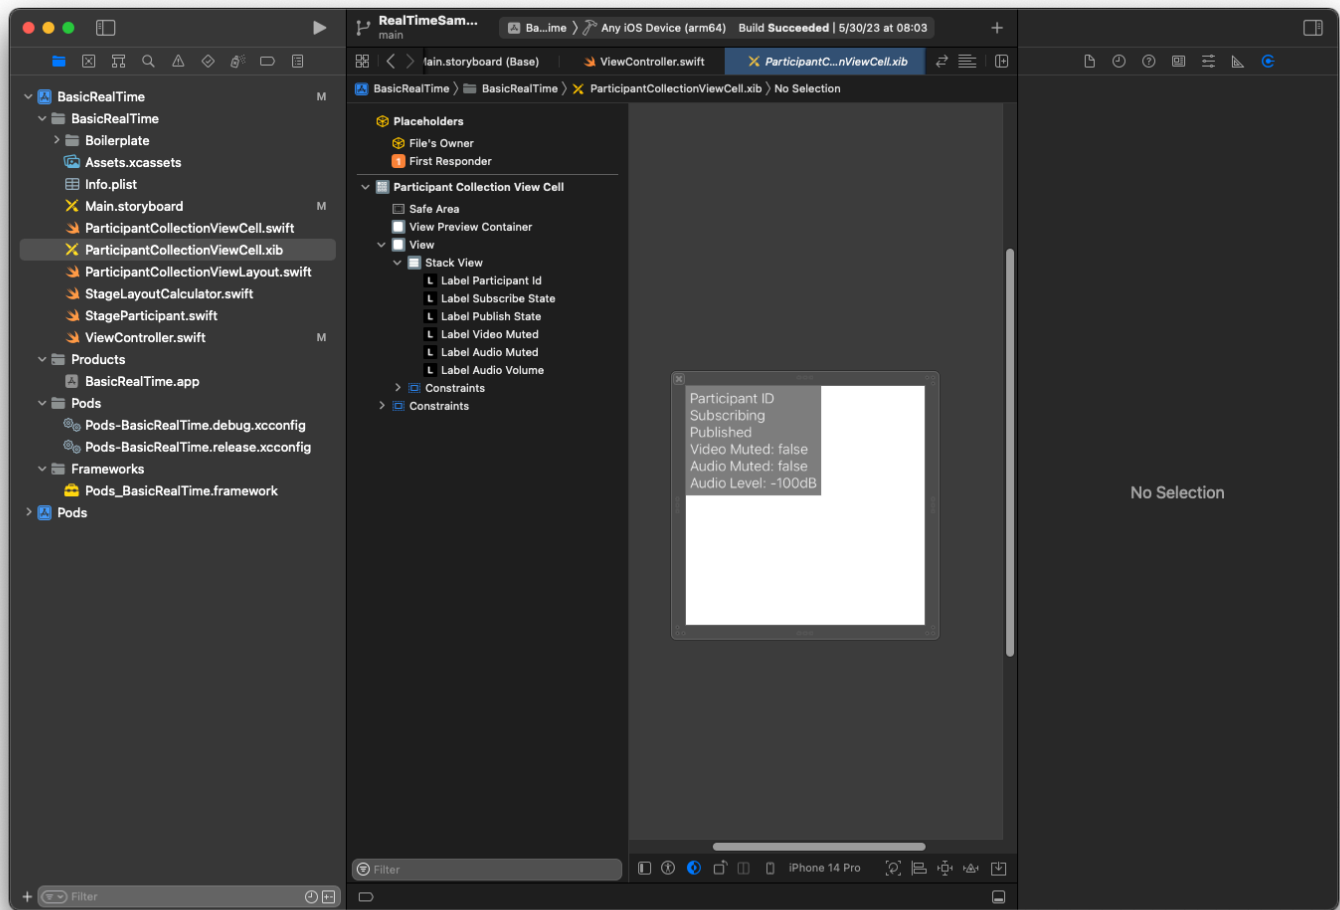 RealTimeSam...
main
Ba...ime
Any iOS Device (arm64)
Build Succeeded | 5/30/23 at 08:03
BasicRealTime
M
BasicRealTime
Boilerplate
Assets.xcassets
Info.plist
Main.storyboard
M
ParticipantCollectionViewCell.swift
ParticipantCollectionViewCell.xib
ParticipantCollectionViewLayout.swift
StageLayoutCalculator.swift
StageParticipant.swift
ViewController.swift
M
Products
BasicRealTime.app
Pods
Pods-BasicRealTime.debug.xcconfig
Pods-BasicRealTime.release.xcconfig
Frameworks
Pods_BasicRealTime.framework
Pods
Filter
Main.storyboard (Base)
ViewController.swift
ParticipantC...nViewCell.xib
BasicRealTime
BasicRealTime
ParticipantCollectionViewCell.xib
No Selection
Placeholders
File's Owner
1 First Responder
Participant Collection View Cell
Safe Area
View Preview Container
View
Stack View
L Label Participant Id
L Label Subscribe State
L Label Publish State
L Label Video Muted
L Label Audio Muted
L Label Audio Volume
Constraints
Constraints
Filter
Participant ID
Subscribing
Published
Video Muted: false
Audio Muted: false
Audio Level: -100dB
iPhone 14 Pro
No Selection